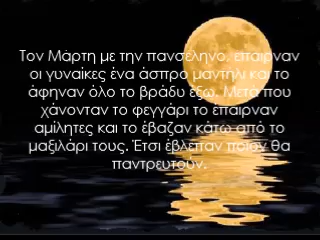 Τον Μάρτη με την πανσέληνο, έπαιρναν
οι γυναίκες ένα άσπρο μαντήλι και το
άφηναν όλο το βράδυ έξω. Μετά που
χάνονταν το φεγγάρι το έπαιρναν
αμίλητες και το έβαζαν κάτω από το
μαξιλάρι τους. Έτσι έβλεπαν ποιον θα
παντρευτούν.